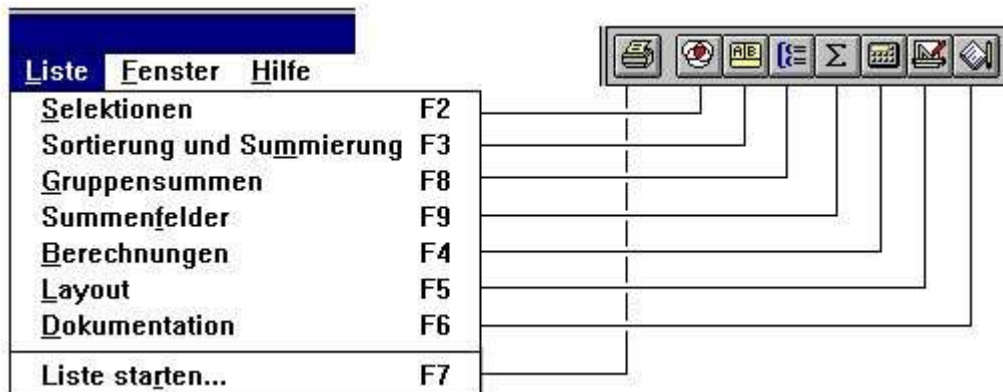 Liste Fenster Hilfe
Selektionen F2
Sortierung und Summierung F3
Gruppensummen F8
Summenfelder F9
Berechnungen F4
Layout F5
Dokumentation F6
Liste starten... F7
A B
Σ